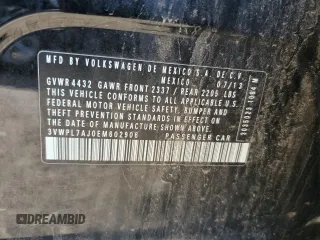 MFD. BY VOLKSWAGEN DE MEXICO S.A. DE C.V.
MEXICO 07/13
GVWR 4432 GAWR FRONT 2337 / REAR 2205 LBS
THIS VEHICLE CONFORMS TO ALL APPLICABLE FEDERAL MOTOR
VEHICLE SAFETY, BUMPER AND THEFT PREVENTION STANDARDS
IN EFFECT ON THE DATE OF MANUFACTURE SHOWN ABOVE
3VWPL7AJ0EM602906 PASSENGER CAR
DREAMBID